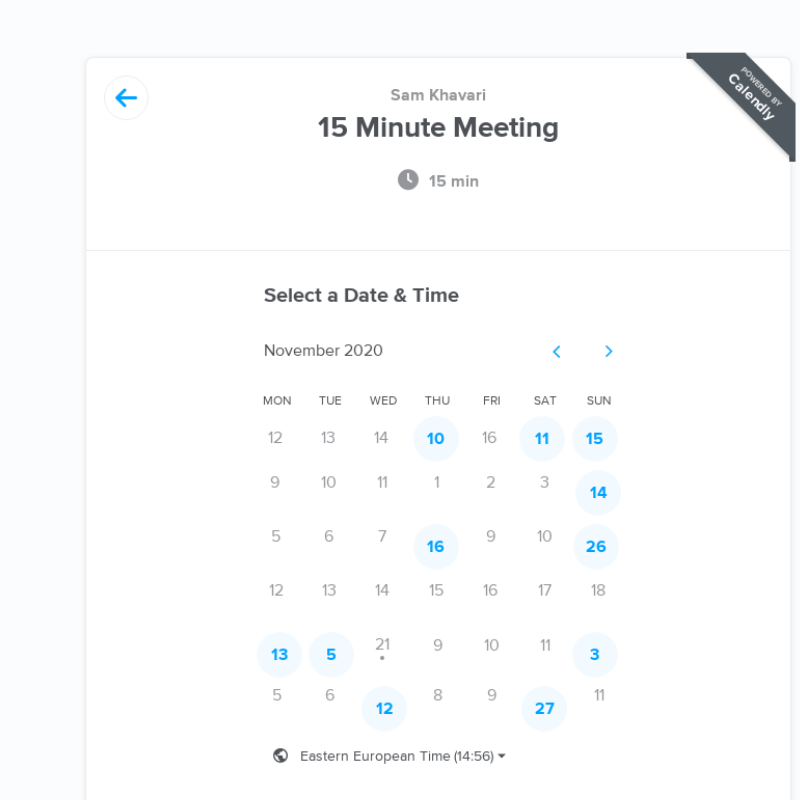 POWERED BY
Calendly
Sam Khavari
15 Minute Meeting
15 min
Select a Date & Time
November 2020
MON TUE WED THU FRI SAT SUN
12 13 14 10 16 11 15
9 10 11 1 2 3 14
5 6 7 16 9 10 26
12 13 14 15 16 17 18
13 5 21 9 10 11 3
5 6 12 8 9 27 11
Eastern European Time (14:56)